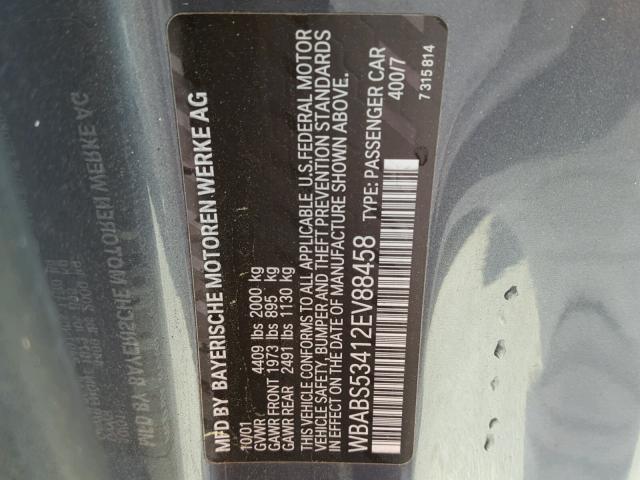 MFD BY BAYERISCHE MOTOREN WERKE AG
10/01
GVWR 4409 lbs 2000 kg
GAWR FRONT 1973 lbs 895 kg
GAWR REAR 2491 lbs 1130 kg
THIS VEHICLE CONFORMS TO ALL APPLICABLE U.S.FEDERAL MOTOR
VEHICLE SAFETY, BUMPER AND THEFT PREVENTION STANDARDS
IN EFFECT ON THE DATE OF MANUFACTURE SHOWN ABOVE.
WBABS53412EV88458 TYPE: PASSENGER CAR
400/7
7 315 814